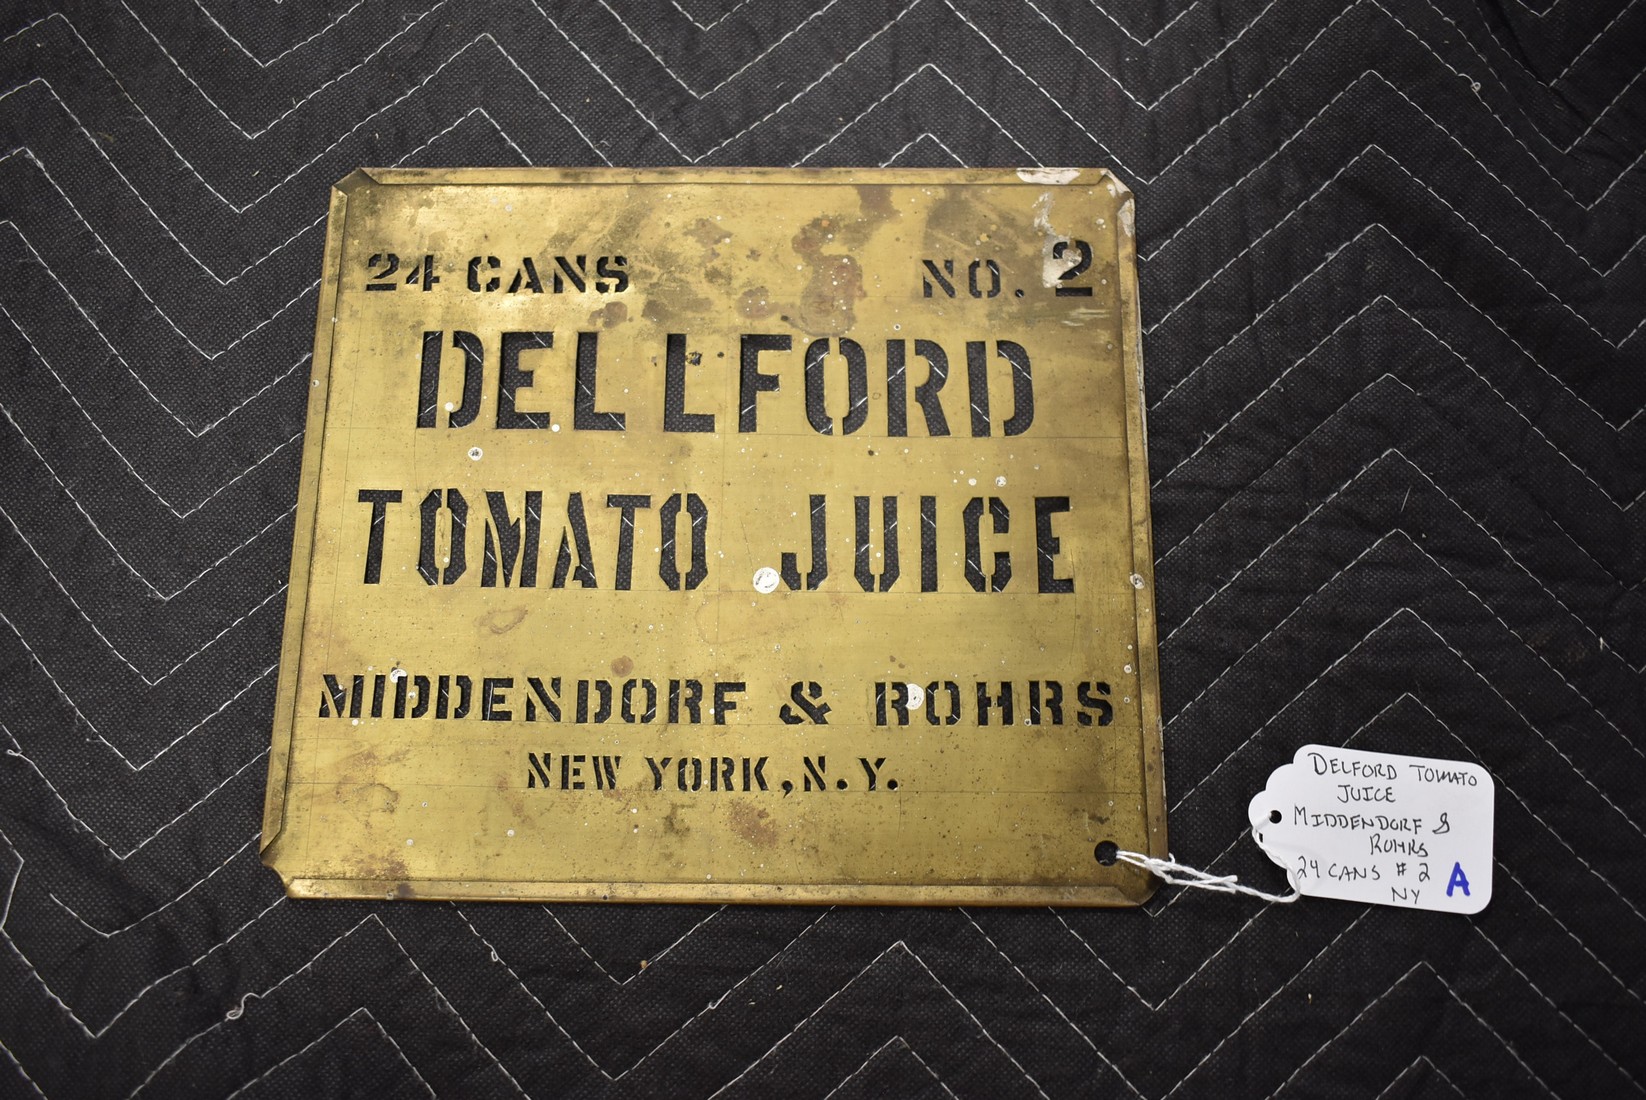 24 CANS NO. 2
DELLFORD
TOMATO JUICE
MIDDENDORF & ROHRS
NEW YORK, N.Y.
DELFORD TOMATO
JUICE
MIDDENDORF &
ROHRS
24 CANS # 2
NY A